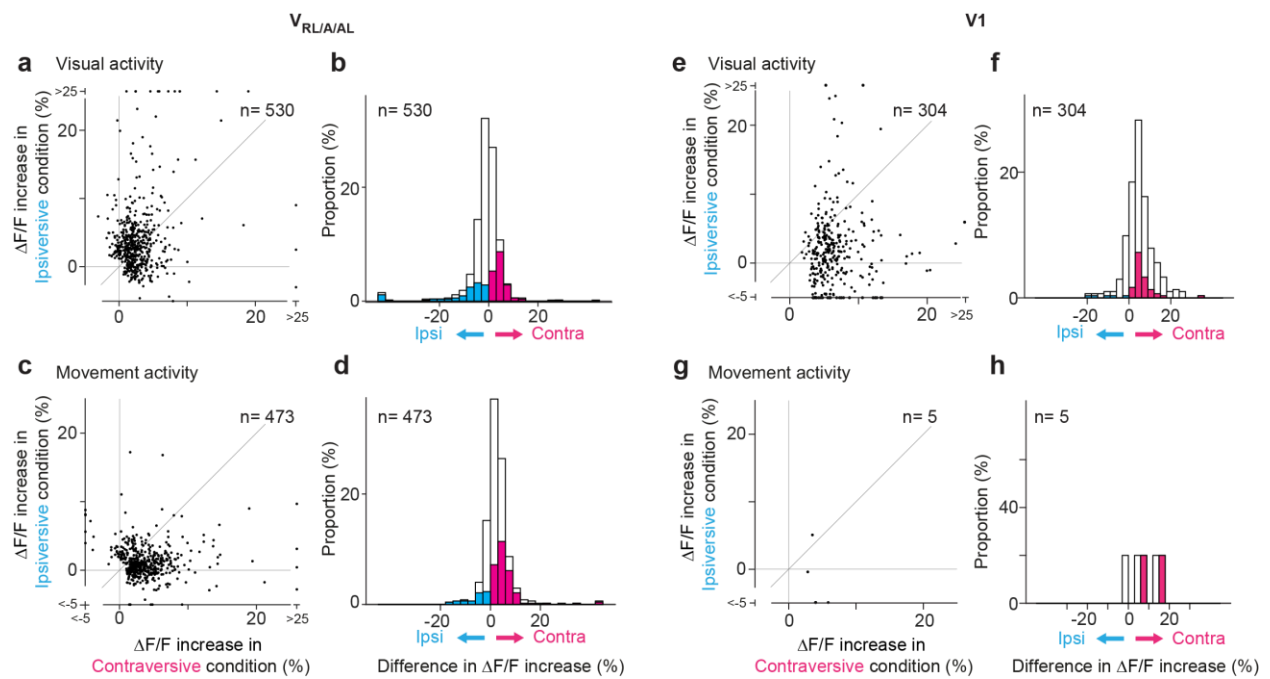 V RL/A/AL
V1
a Visual activity
ΔF/F increase in
Ipsiversive condition (%)
>25
20
0
n= 530
0 20 >25
b
n= 530
Proportion (%)
20
0
-20 0 20
Ipsi Contra
c Movement activity
ΔF/F increase in
Ipsiversive condition (%)
20
0
<-5
n= 473
<-5 0 20 >25
ΔF/F increase in
Contraversive condition (%)
d
n= 473
Proportion (%)
20
0
-20 0 20
Ipsi Contra
Difference in ΔF/F increase (%)
e Visual activity
ΔF/F increase in
Ipsiversive condition (%)
>25
20
0
<-5
n= 304
0 20 >25
f
n= 304
Proportion (%)
20
0
-20 0 20
Ipsi Contra
g Movement activity
ΔF/F increase in
Ipsiversive condition (%)
20
0
<-5
n= 5
0 20
ΔF/F increase in
Contraversive condition (%)
h
n= 5
Proportion (%)
40
20
0
-20 0 20
Ipsi Contra
Difference in ΔF/F increase (%)